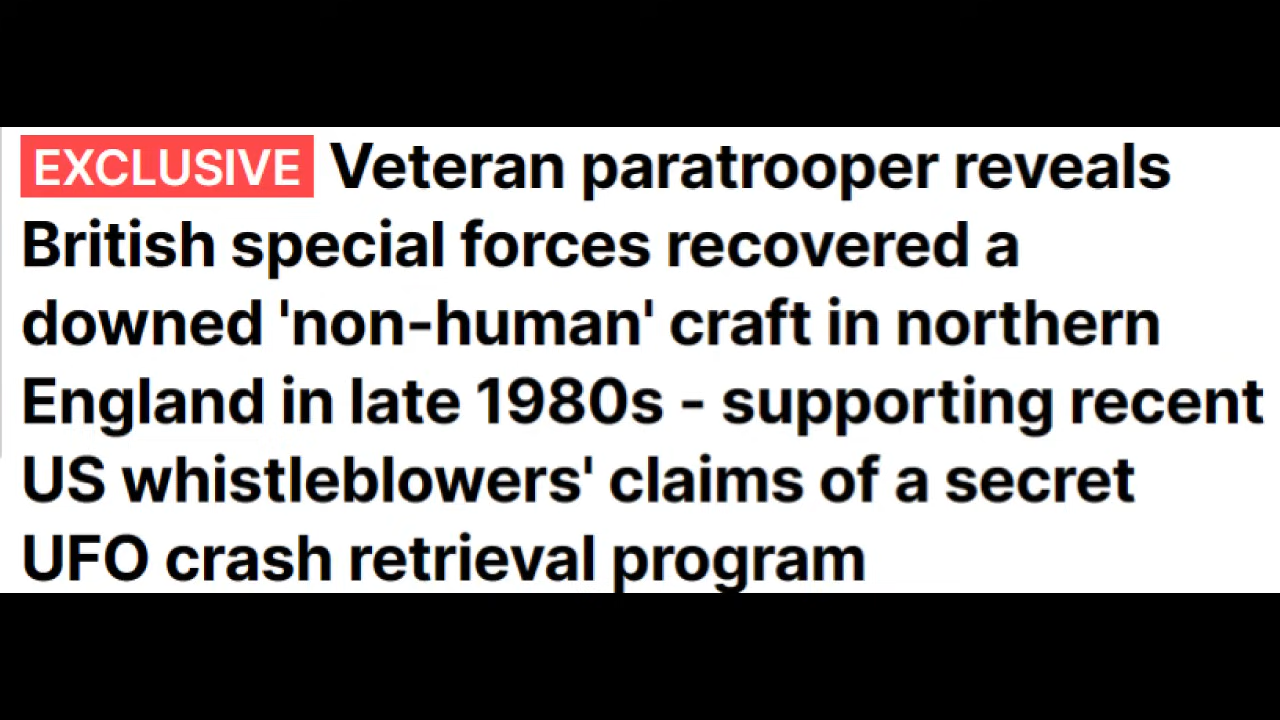 EXCLUSIVE Veteran paratrooper reveals
British special forces recovered a
downed 'non-human' craft in northern
England in late 1980s - supporting recent
US whistleblowers' claims of a secret
UFO crash retrieval program